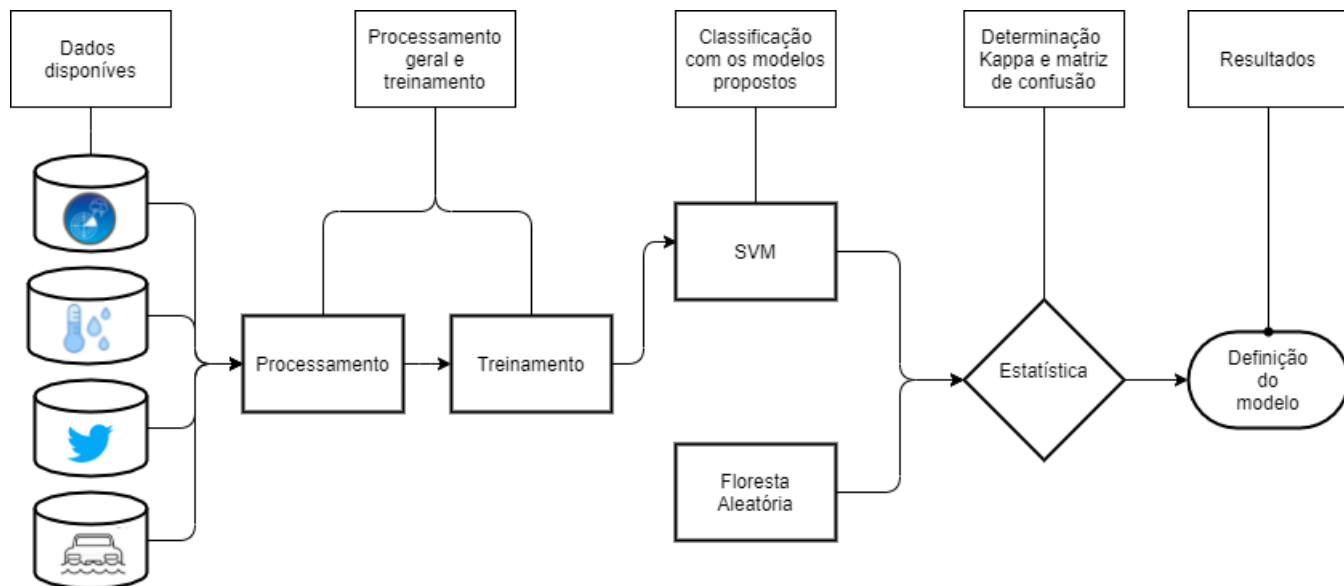 Dados
disponíves
Processamento
geral e
treinamento
Classificação
com os modelos
propostos
Determinação
Kappa e matriz
de confusão
Resultados
SVM
Processamento
Treinamento
Estatística
Definição
do
modelo
Floresta
Aleatória